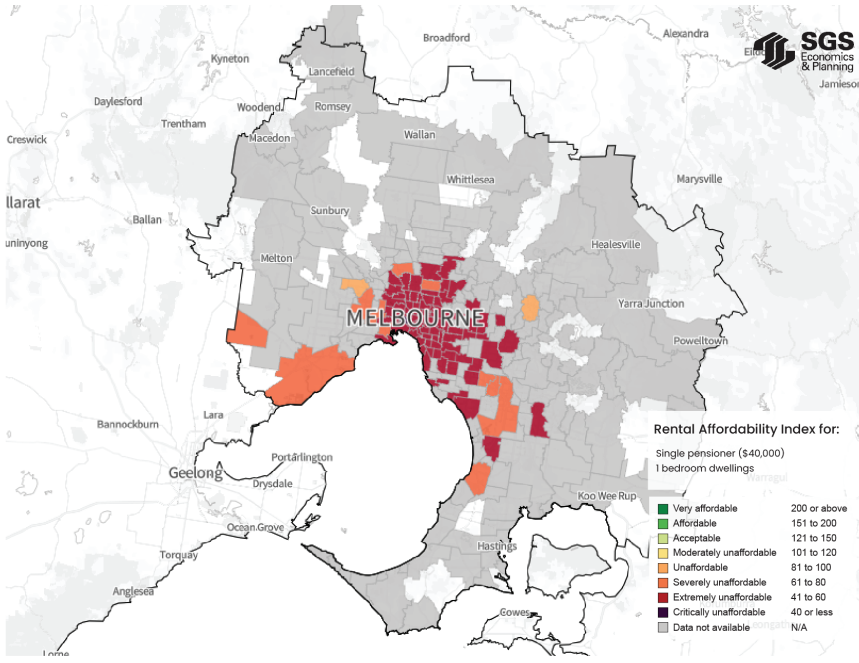 Broadford
Alexandra
SGS
Economics
& Planning
Kyneton
Lancefield
Jamieson
Daylesford
Woodend
Romsey
Trentham
Wallan
Creswick
Macedon
Whittlesea
Marysville
llarat
Sunbury
Ballan
uninyong
Healesville
Melton
Yarra Junction
MELBOURNE
Powelltown
Lara
Bannockburn
Rental Affordability Index for:
Single pensioner ($40,000)
1 bedroom dwellings
Portarlington
Geelong
Drysdale
Warragul
Koo Wee Rup
Very affordable 200 or above
Affordable 151 to 200
Ocean Grove
Acceptable 121 to 150
Hastings
Moderately unaffordable 101 to 120
Torquay
Unaffordable 81 to 100
Severely unaffordable 61 to 80
Anglesea
Extremely unaffordable 41 to 60
Cowes
Critically unaffordable 40 or less
Data not available N/A
Lorne